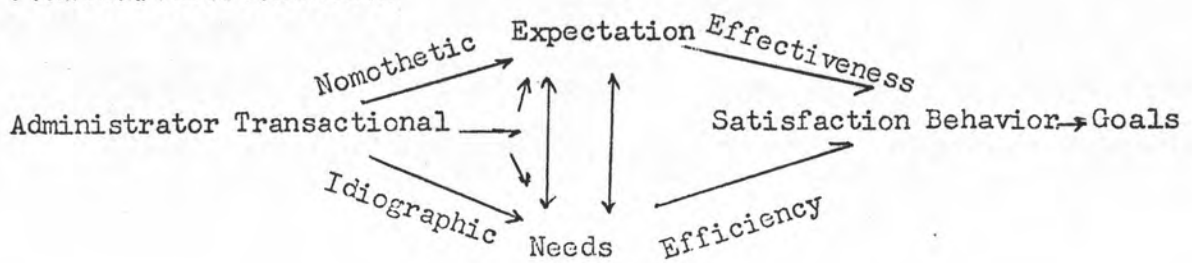 Expectation Effectiveness
Nomothetic
Administrator Transactional Satisfaction Behavior → Goals
Idiographic
Needs Efficiency